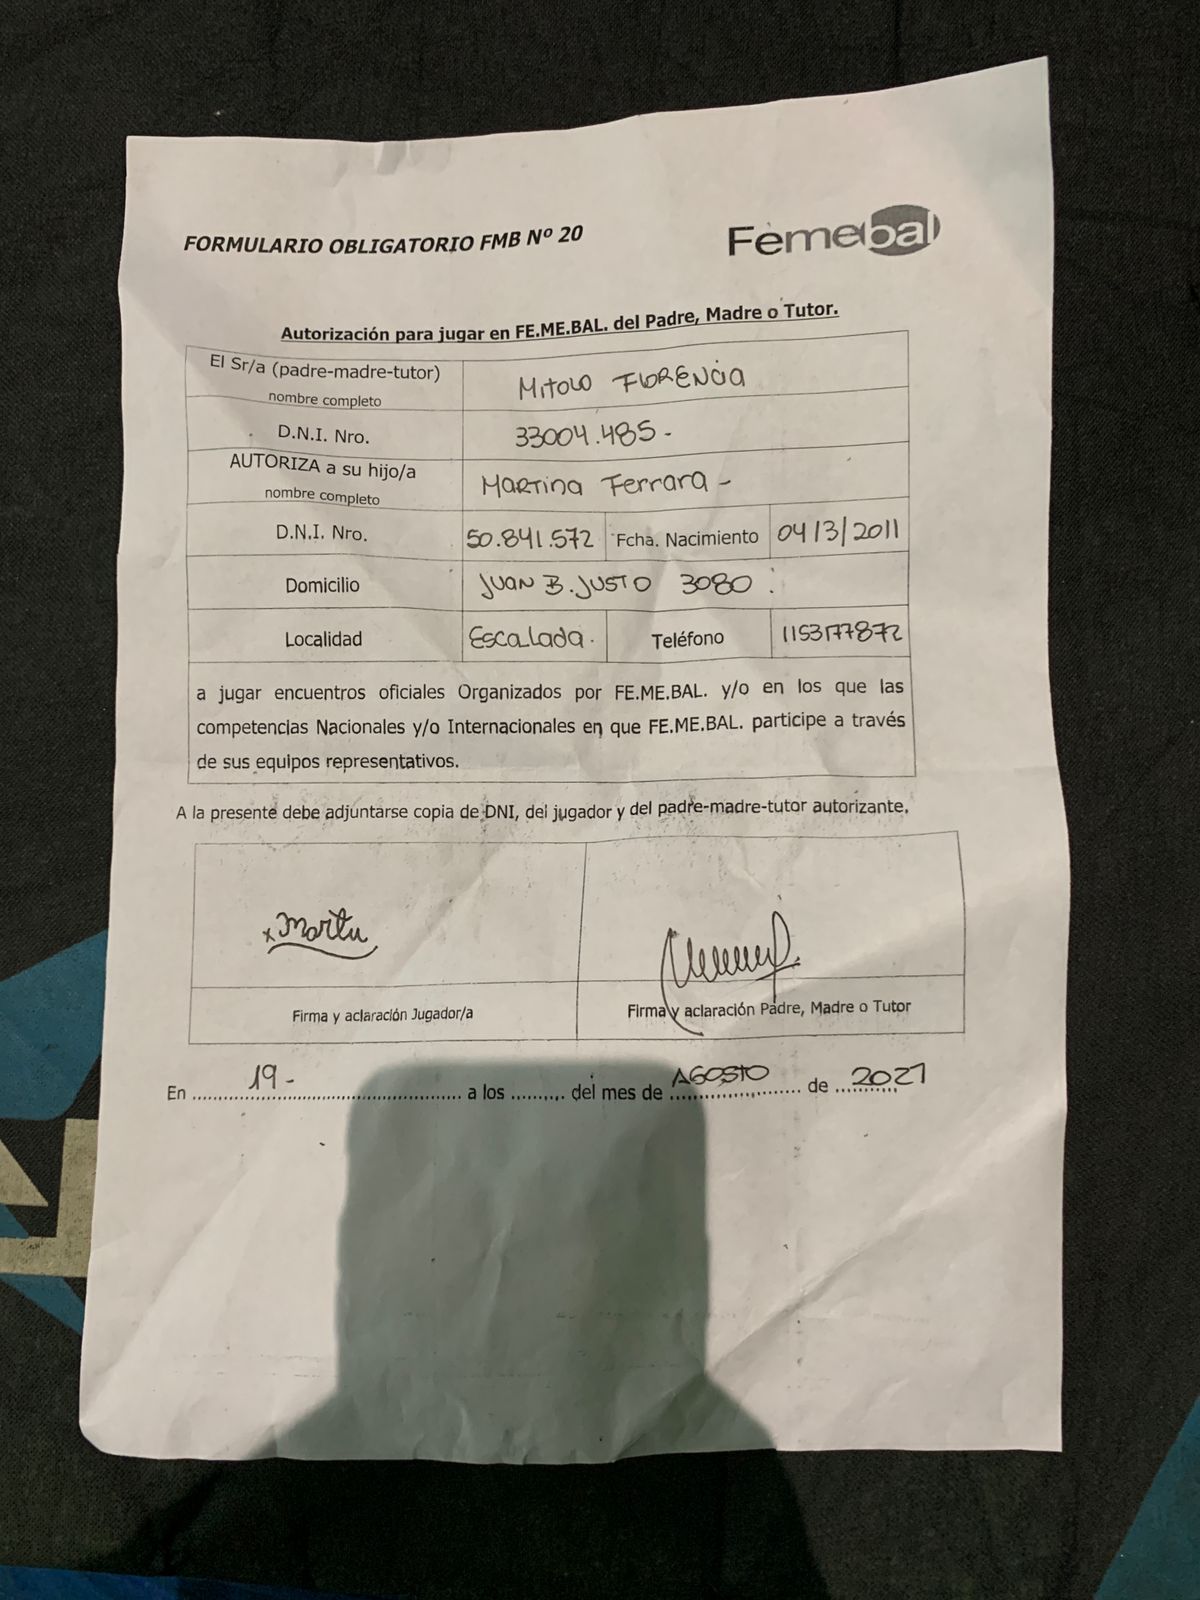 FORMULARIO OBLIGATORIO FMB Nº 20
Femebal
Autorización para jugar en FE.ME.BAL. del Padre, Madre o Tutor.
El Sr/a (padre-madre-tutor)
nombre completo
Mitolo Florencia
D.N.I. Nro.
33004.485-
AUTORIZA a su hijo/a
nombre completo
Martina Ferrara -
D.N.I. Nro.
50.841.572
Fcha. Nacimiento
04/3/2011
Domicilio
Juan B. Justo 3080.
Localidad
Escalada.
Teléfono
1153177872
a jugar encuentros oficiales Organizados por FE.ME.BAL. y/o en los que las
competencias Nacionales y/o Internacionales en que FE.ME.BAL. participe a través
de sus equipos representativos.
A la presente debe adjuntarse copia de DNI, del jugador y del padre-madre-tutor autorizante.
x Martu
Firma y aclaración Jugador/a
Firma y aclaración Padre, Madre o Tutor
En 19- a los ......... del mes de AGOSTO de 2021